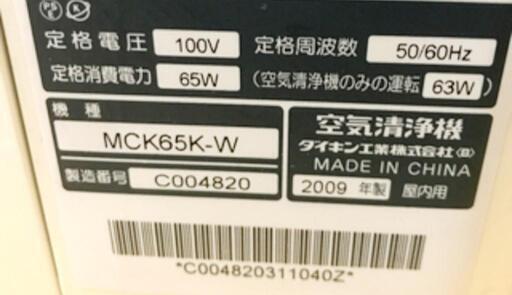 PS
E
定格電圧 100V 定格周波数 50/60Hz
定格消費電力 65W (空気清浄機のみの運転 63W)
機種
MCK65K-W
製造番号 C004820
空気清浄機
ダイキン工業株式会社(B)
MADE IN CHINA
2009 年製 屋内用
*C004820311040Z*